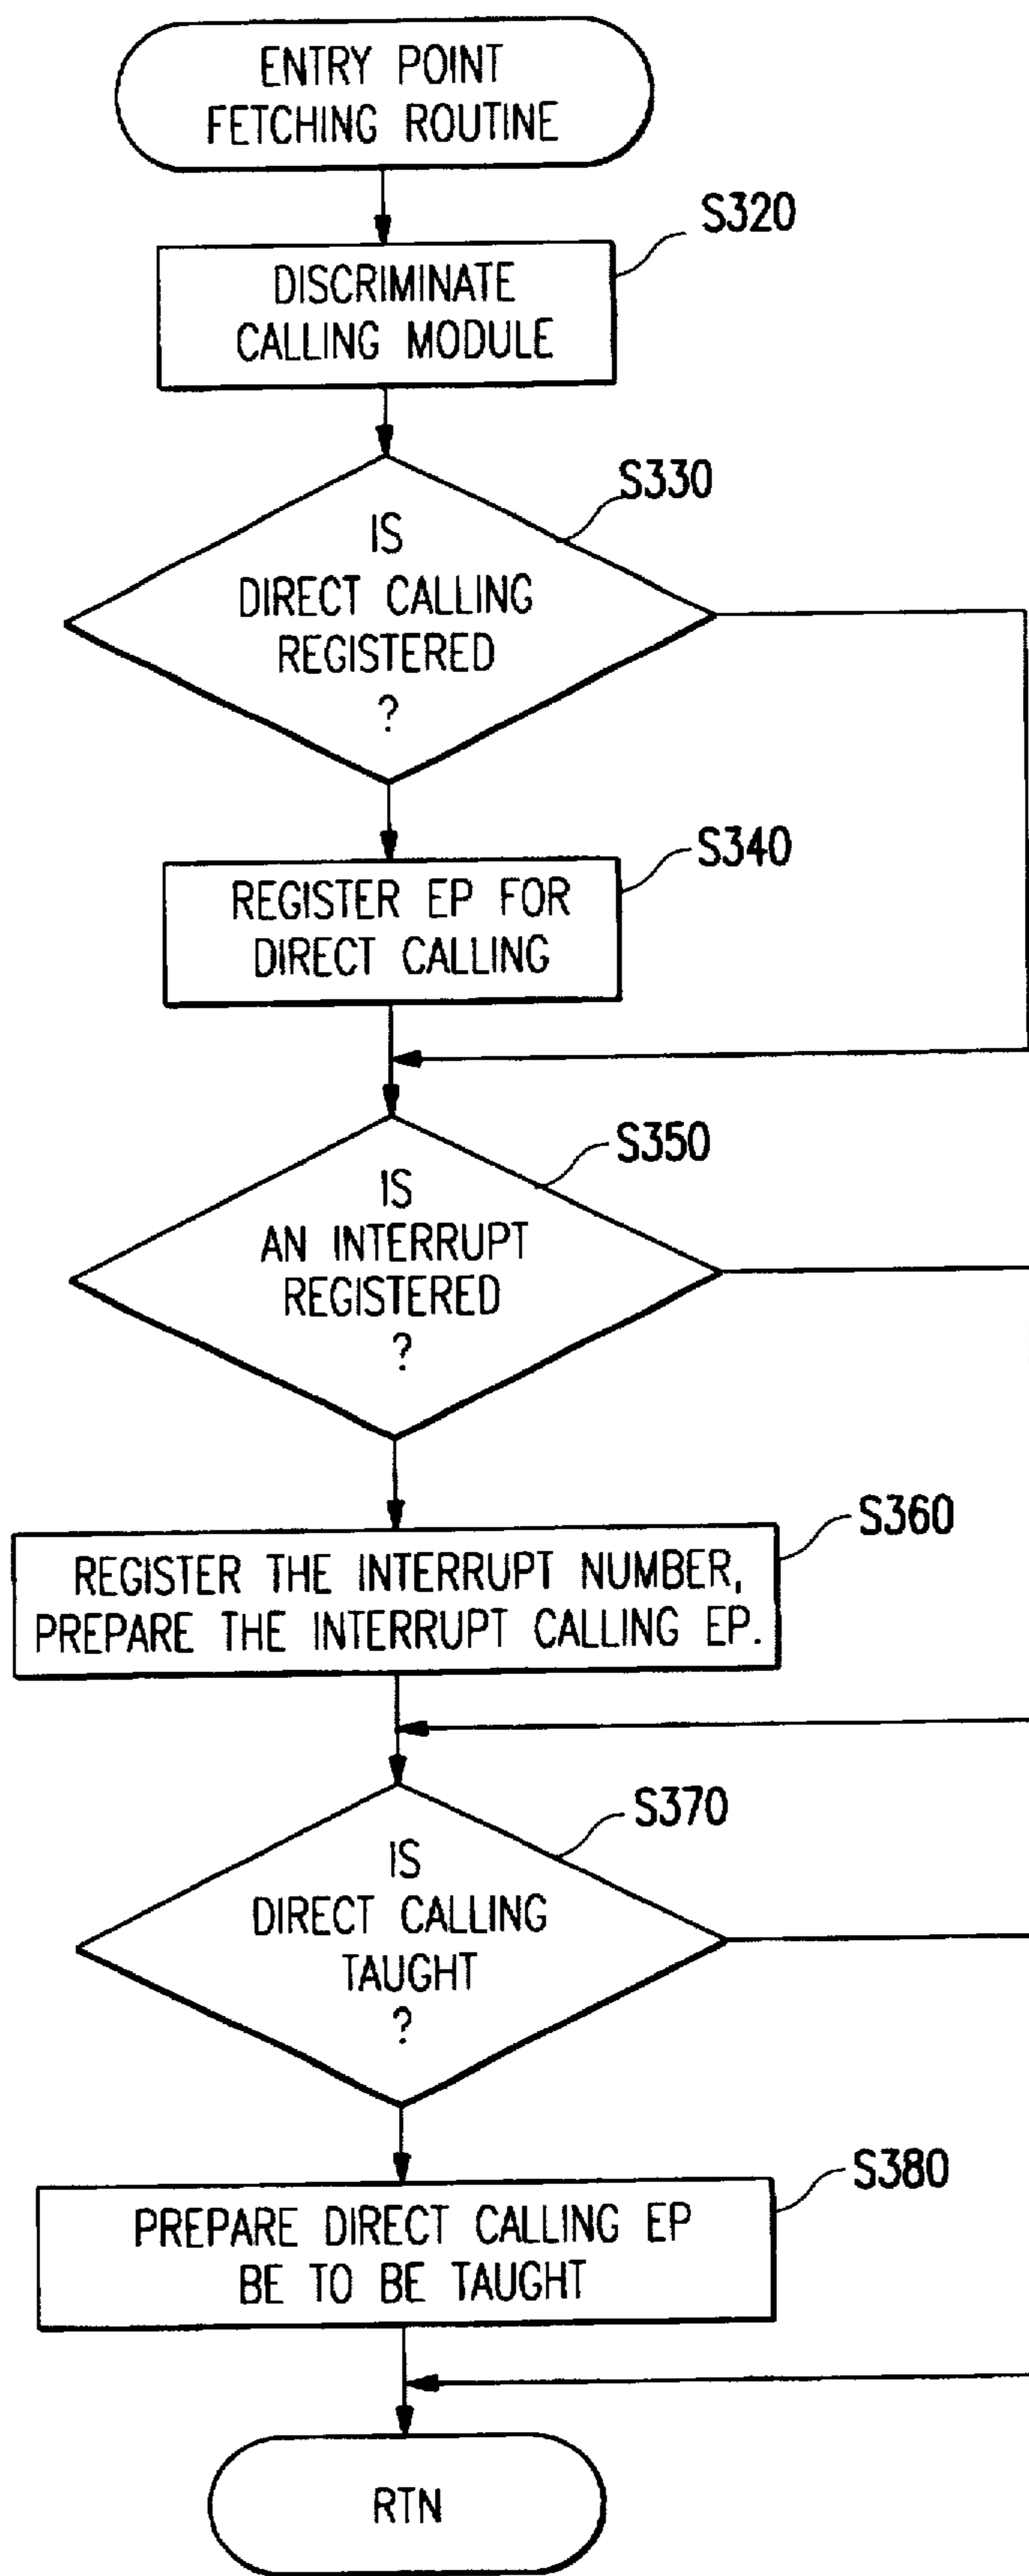 ENTRY POINT
FETCHING ROUTINE
S320
DISCRIMINATE
CALLING MODULE
S330
IS
DIRECT CALLING
REGISTERED
?
S340
REGISTER EP FOR
DIRECT CALLING
S350
IS
AN INTERRUPT
REGISTERED
?
S360
REGISTER THE INTERRUPT NUMBER,
PREPARE THE INTERRUPT CALLING EP.
S370
IS
DIRECT CALLING
TAUGHT
?
S380
PREPARE DIRECT CALLING EP
BE TO BE TAUGHT
RTN